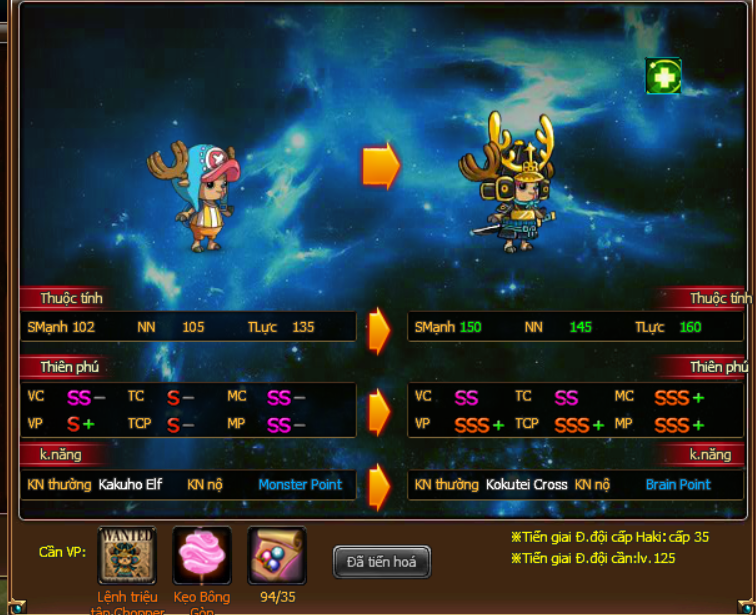 Thuộc tính
Thuộc tính
SMạnh 102 NN 105 TLực 135
SMạnh 150 NN 145 TLực 160
Thiên phú
Thiên phú
VC SS- TC S- MC SS-
VP S+ TCP S- MP SS-
VC SS TC SS MC SSS+
VP SSS+ TCP SSS+ MP SSS+
k.năng
k.năng
KN thường Kakuho Elf KN nộ Monster Point
KN thường Kokutei Cross KN nộ Brain Point
Cần VP:
WANTED
Lệnh triệu
tập Chopper
Kẹo Bông
Gòn
94/35
Đã tiến hoá
※Tiến giai Đ.đội cấp Haki: cấp 35
※Tiến giai Đ.đội cần:lv.125